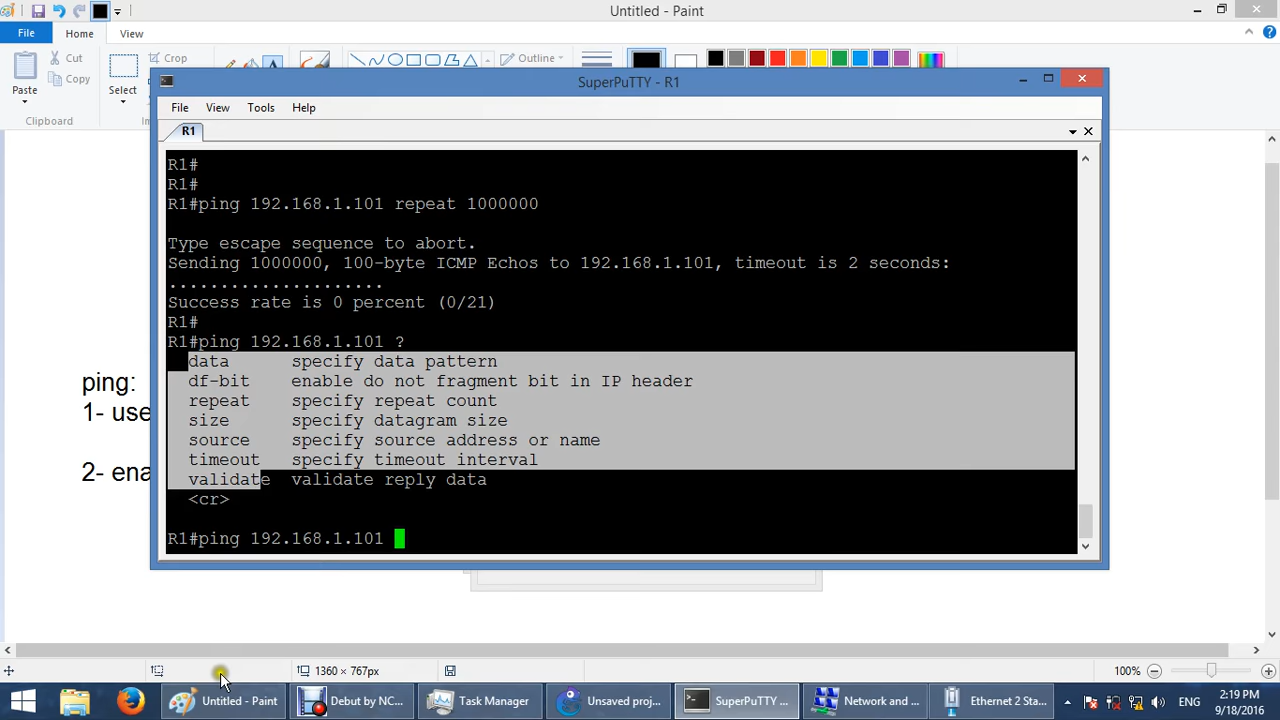 Untitled - Paint
File
Home
View
Paste
Cut
Copy
Clipboard
Select
Crop
Outline
SuperPuTTY - R1
File View Tools Help
R1
R1#
R1#
R1#ping 192.168.1.101 repeat 1000000
Type escape sequence to abort.
Sending 1000000, 100-byte ICMP Echos to 192.168.1.101, timeout is 2 seconds:
.....................
Success rate is 0 percent (0/21)
R1#
R1#ping 192.168.1.101 ?
data specify data pattern
df-bit enable do not fragment bit in IP header
repeat specify repeat count
size specify datagram size
source specify source address or name
timeout specify timeout interval
validate validate reply data
<cr>
R1#ping 192.168.1.101
ping:
1- use
2- ena
1360 × 767px
100%
Untitled - Paint
Debut by NC...
Task Manager
Unsaved proj...
SuperPuTTY ...
Network and ...
Ethernet 2 Sta...
ENG
2:19 PM
9/18/2016